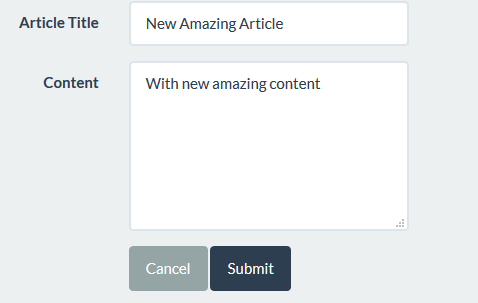 Article Title New Amazing Article
Content With new amazing content
Cancel Submit